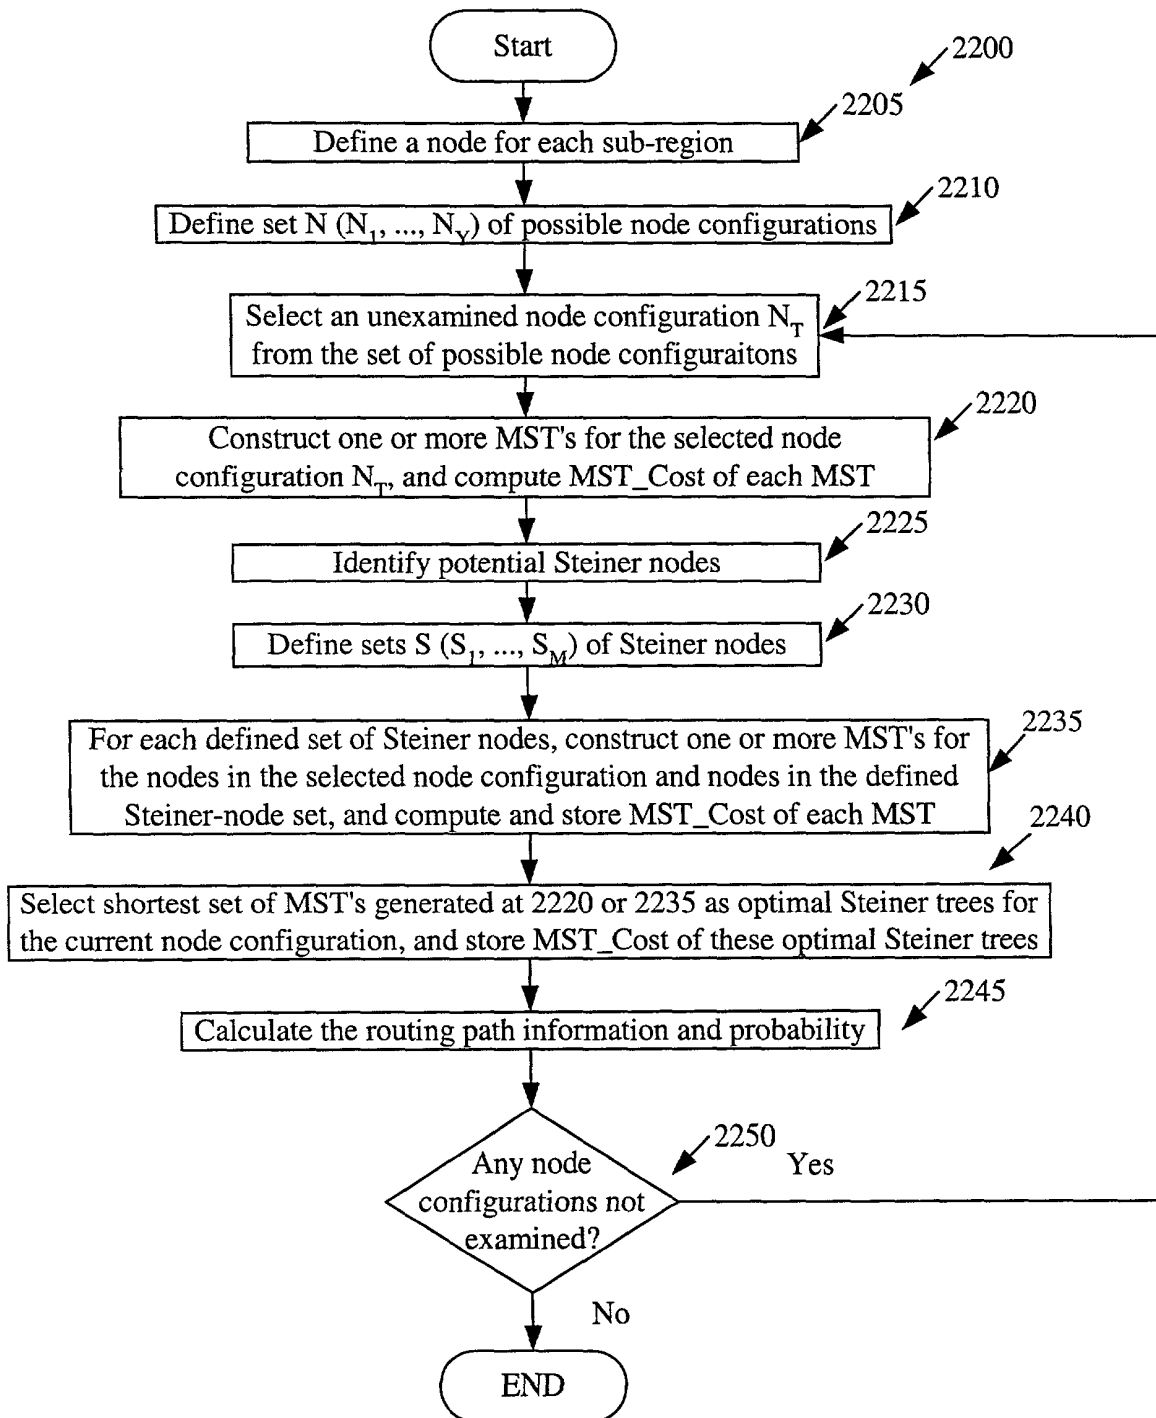 Start
2200
2205
Define a node for each sub-region
2210
Define set N (N₁, ..., N_Y) of possible node configurations
2215
Select an unexamined node configuration N_T
from the set of possible node configuraitons
2220
Construct one or more MST's for the selected node
configuration N_T, and compute MST_Cost of each MST
2225
Identify potential Steiner nodes
2230
Define sets S (S₁, ..., S_M) of Steiner nodes
2235
For each defined set of Steiner nodes, construct one or more MST's for
the nodes in the selected node configuration and nodes in the defined
Steiner-node set, and compute and store MST_Cost of each MST
2240
Select shortest set of MST's generated at 2220 or 2235 as optimal Steiner trees for
the current node configuration, and store MST_Cost of these optimal Steiner trees
2245
Calculate the routing path information and probability
2250
Yes
Any node
configurations not
examined?
No
END